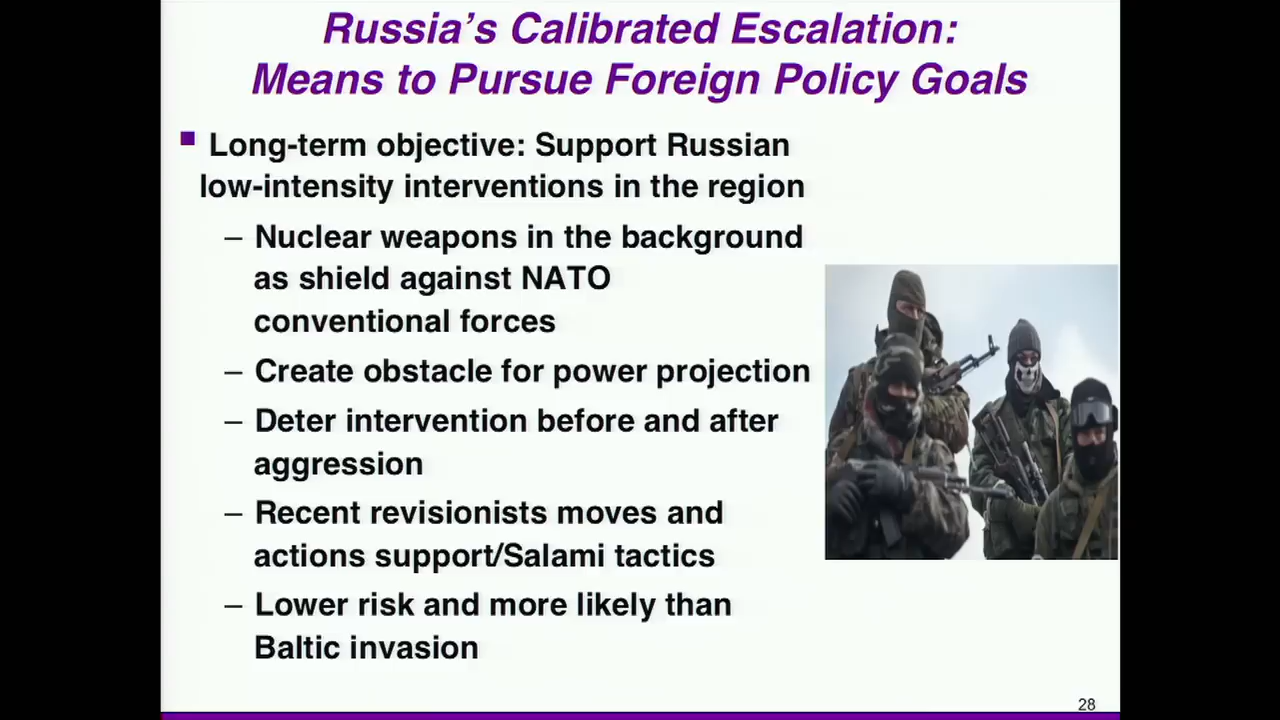 Russia's Calibrated Escalation:
Means to Pursue Foreign Policy Goals
Long-term objective: Support Russian
low-intensity interventions in the region
– Nuclear weapons in the background
as shield against NATO
conventional forces
– Create obstacle for power projection
– Deter intervention before and after
aggression
– Recent revisionists moves and
actions support/Salami tactics
– Lower risk and more likely than
Baltic invasion
28